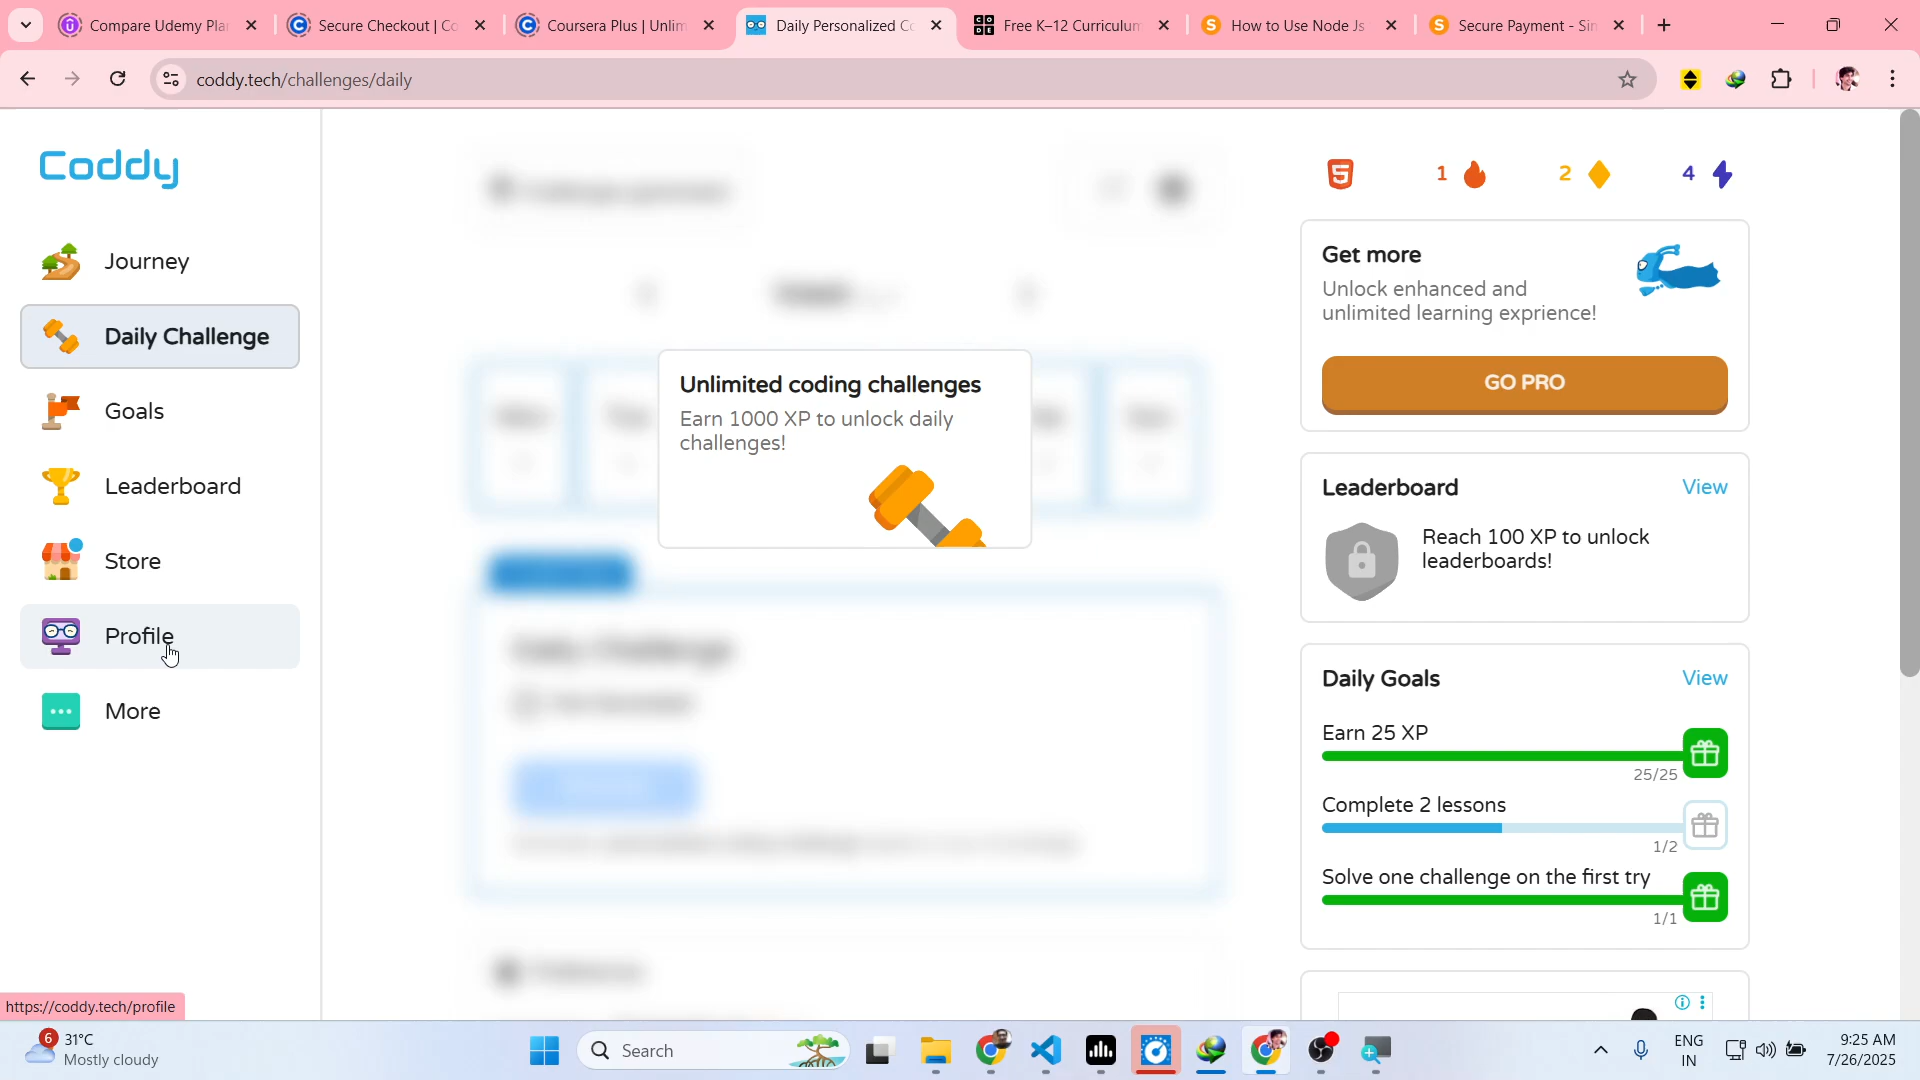 Compare Udemy Pla
Secure Checkout | Co
Coursera Plus | Unlim
Daily Personalized Co
Free K–12 Curriculum
How to Use Node Js
Secure Payment - Sin
coddy.tech/challenges/daily
Coddy
Journey
Daily Challenge
Goals
Leaderboard
Store
Profile
More
Unlimited coding challenges
Earn 1000 XP to unlock daily
challenges!
1
2
4
Get more
Unlock enhanced and
unlimited learning exprience!
GO PRO
Leaderboard
View
Reach 100 XP to unlock
leaderboards!
Daily Goals
View
Earn 25 XP
25/25
Complete 2 lessons
1/2
Solve one challenge on the first try
1/1
https://coddy.tech/profile
6
31°C
Mostly cloudy
Search
ENG
IN
9:25 AM
7/26/2025